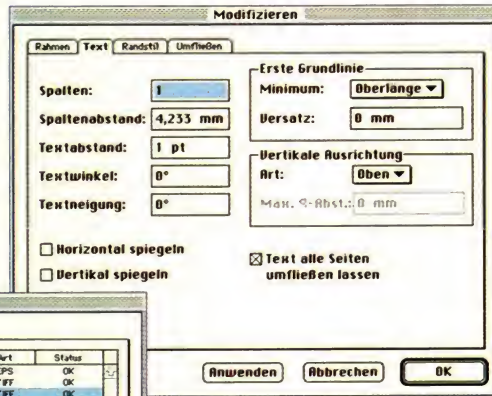 Modifizieren
Rahmen Text Randstil Umfließen
Spalten: 1
Spaltenabstand: 4,233 mm
Textabstand: 1 pt
Textwinkel: 0°
Textneigung: 0°
Horizontal spiegeln
Vertikal spiegeln
Erste Grundlinie
Minimum: Oberlänge
Versatz: 0 mm
Vertikale Ausrichtung
Art: Oben
Max. ¶-Abst.: 0 mm
Text alle Seiten
umfließen lassen
Anwenden Abbrechen OK
Art Status
EPS OK
TIFF OK
TIFF OK